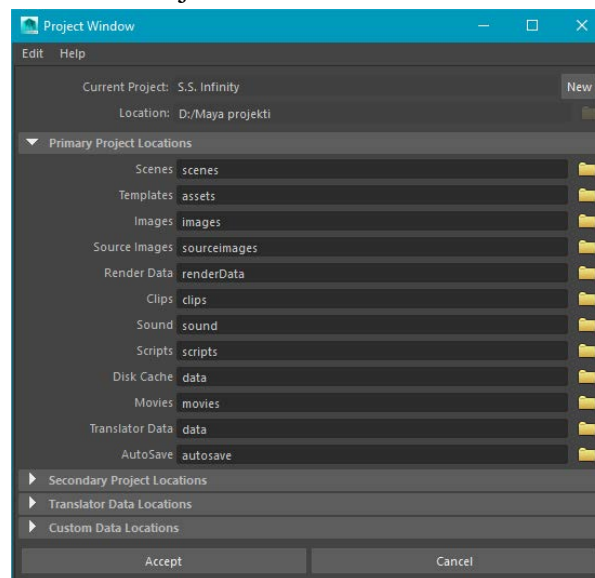 Project Window
Edit Help
Current Project: S.S. Infinity New
Location: D:/Maya projekti
Primary Project Locations
Scenes scenes
Templates assets
Images images
Source Images sourceimages
Render Data renderData
Clips clips
Sound sound
Scripts scripts
Disk Cache data
Movies movies
Translator Data data
AutoSave autosave
Secondary Project Locations
Translator Data Locations
Custom Data Locations
Accept Cancel